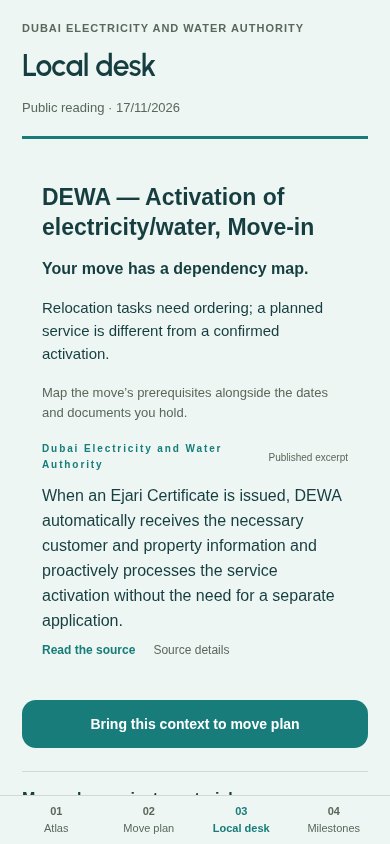 DUBAI ELECTRICITY AND WATER AUTHORITY
Local desk
Public reading · 17/11/2026
DEWA — Activation of
electricity/water, Move-in
Your move has a dependency map.
Relocation tasks need ordering; a planned
service is different from a confirmed
activation.
Map the move's prerequisites alongside the dates
and documents you hold.
Dubai Electricity and Water
Authority
Published excerpt
When an Ejari Certificate is issued, DEWA
automatically receives the necessary
customer and property information and
proactively processes the service
activation without the need for a separate
application.
Read the source Source details
Bring this context to move plan
01 02 03 04
Atlas Move plan Local desk Milestones